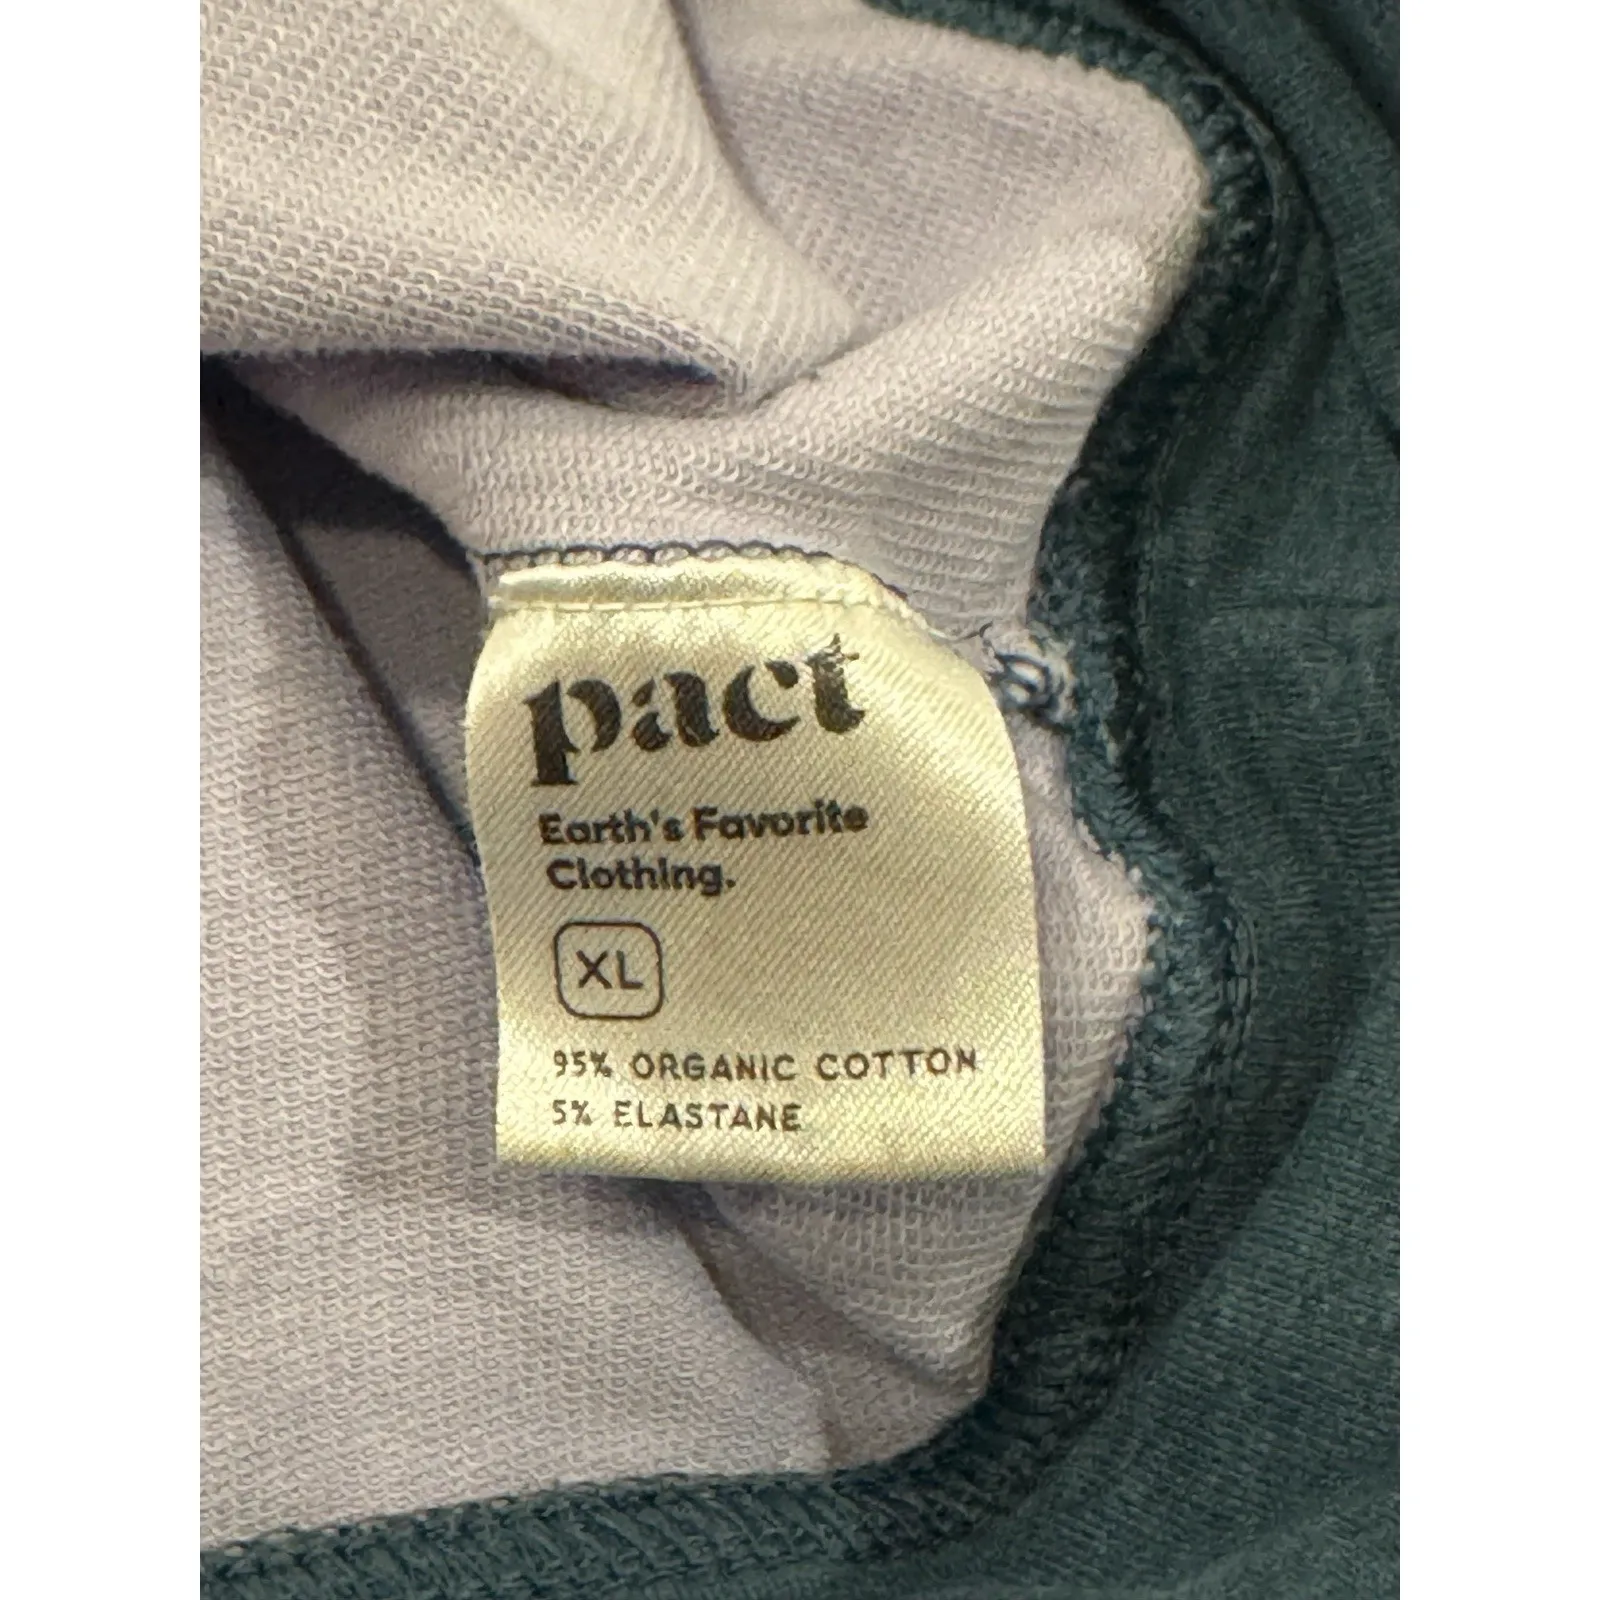 pact
Earth's Favorite
Clothing.
XL
95% ORGANIC COTTON
5% ELASTANE